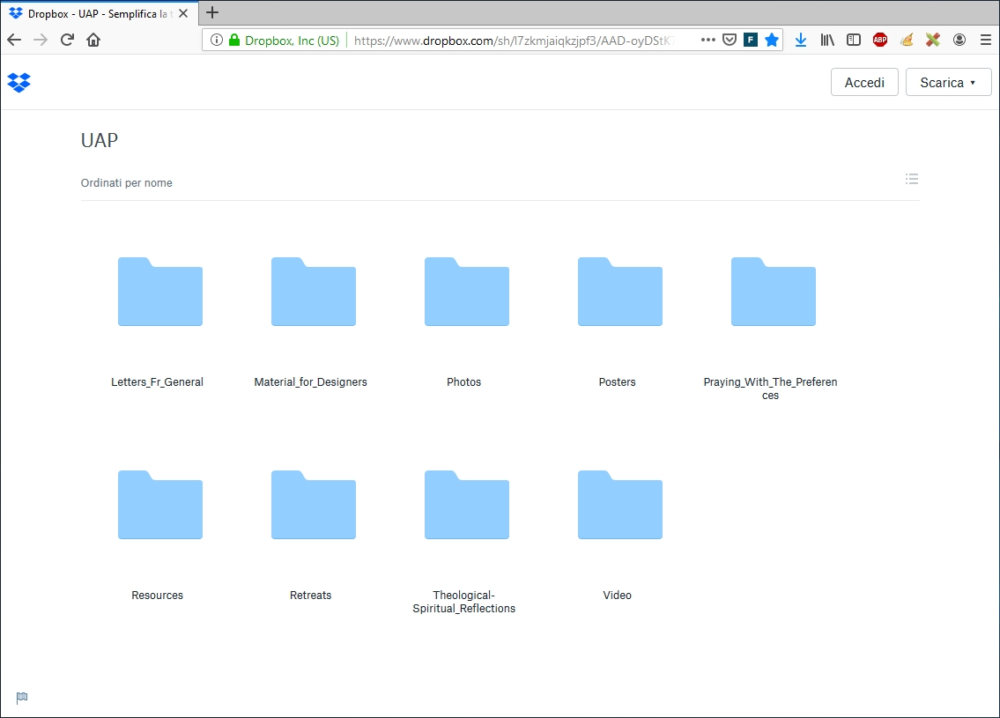 Dropbox - UAP - Semplifica la t
Dropbox, Inc (US)
https://www.dropbox.com/sh/l7zkmjaiqkzjpf3/AAD-oyDStK7
F
ABP
Accedi
Scarica
UAP
Ordinati per nome
Letters_Fr_General
Material_for_Designers
Photos
Posters
Praying_With_The_Preferen
ces
Resources
Retreats
Theological-
Spiritual_Reflections
Video